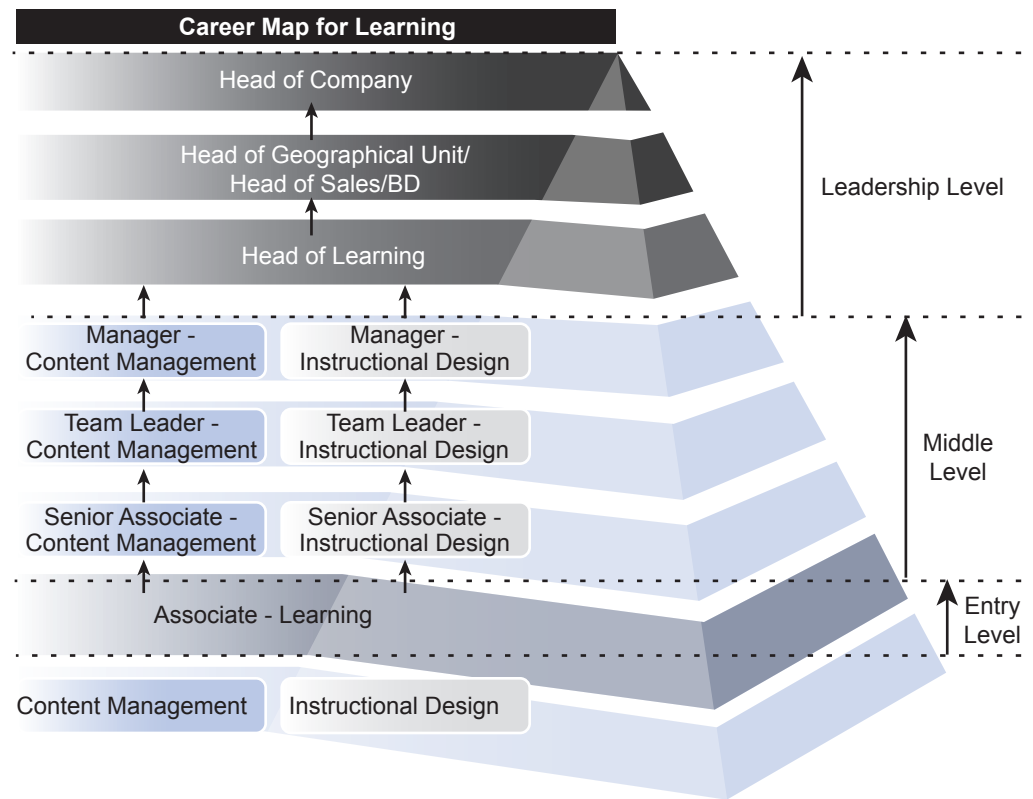 Career Map for Learning
Head of Company
Head of Geographical Unit/
Head of Sales/BD
Leadership Level
Head of Learning
Manager -
Content Management
Manager -
Instructional Design
Team Leader -
Content Management
Team Leader -
Instructional Design
Middle
Level
Senior Associate -
Content Management
Senior Associate -
Instructional Design
Associate - Learning
Entry
Level
Content Management
Instructional Design